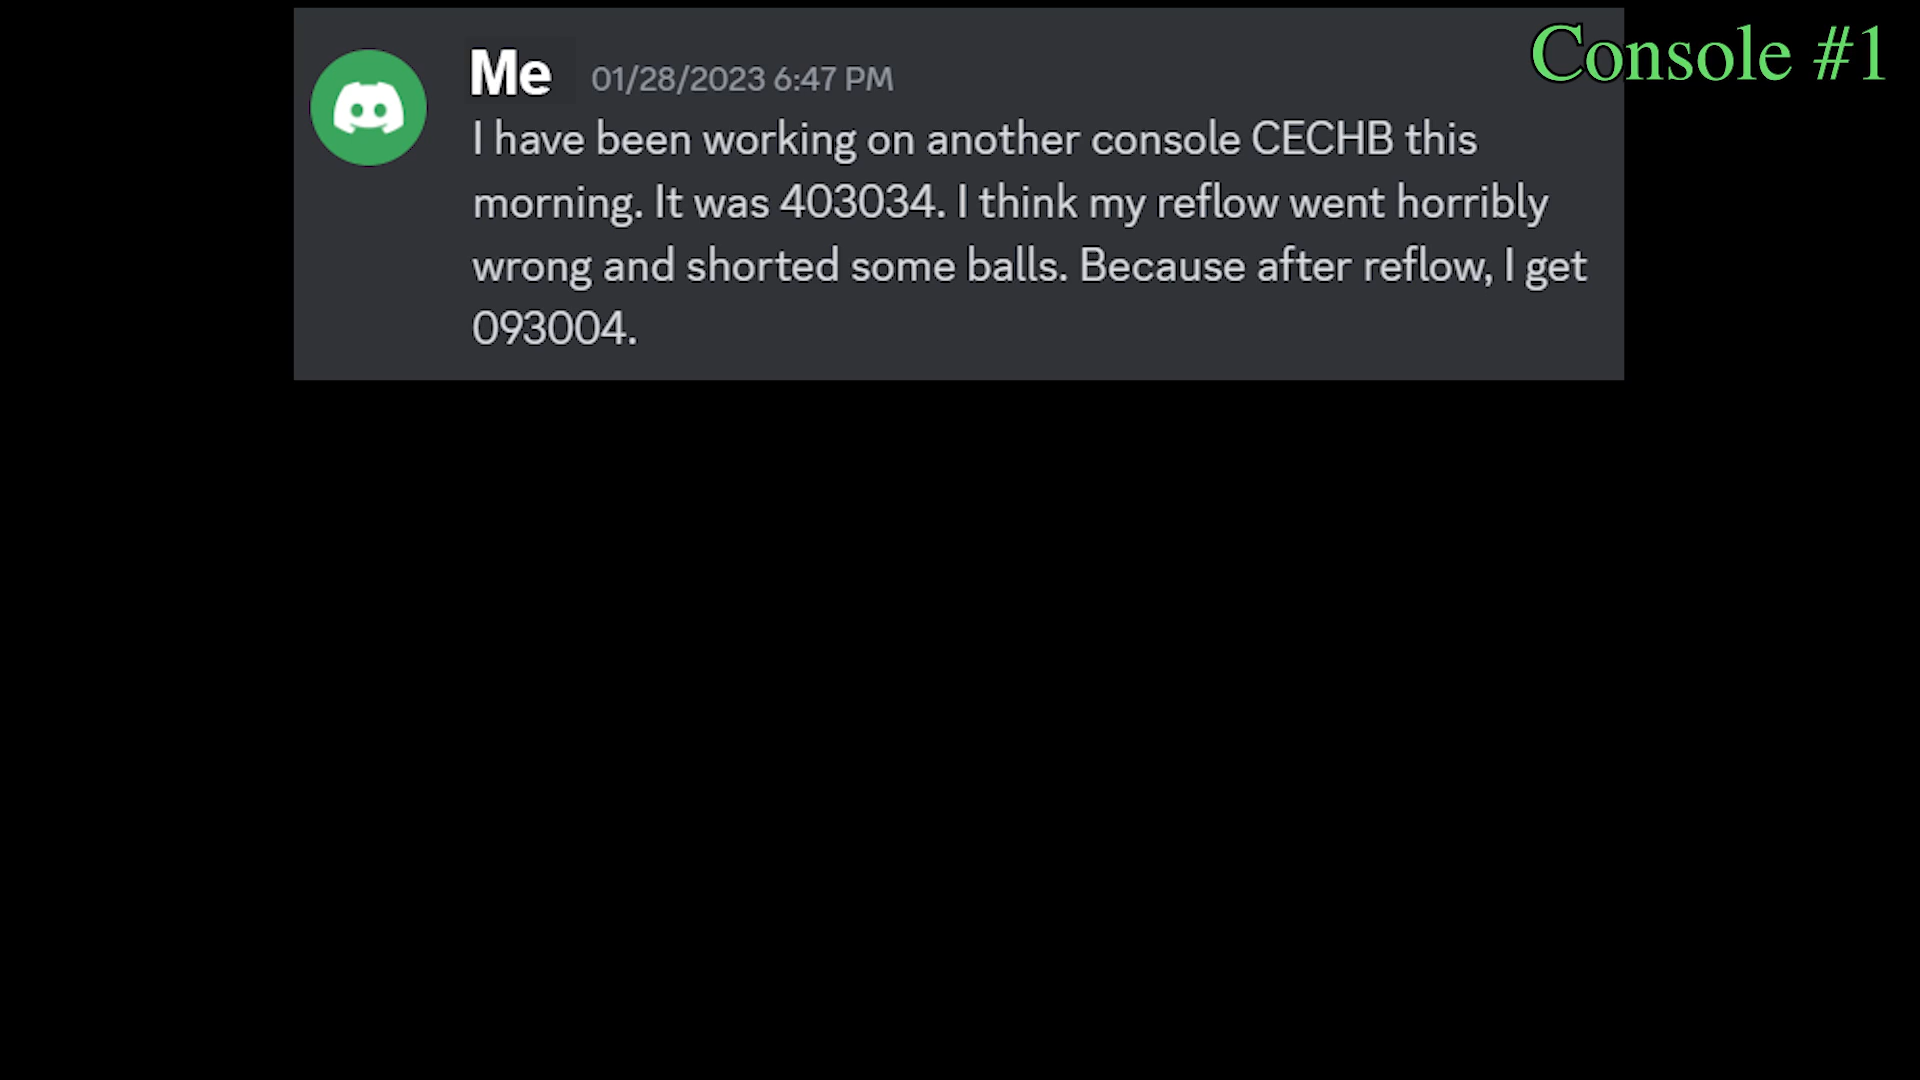 Console #1
Me 01/28/2023 6:47 PM
I have been working on another console CECHB this
morning. It was 403034. I think my reflow went horribly
wrong and shorted some balls. Because after reflow, I get
093004.